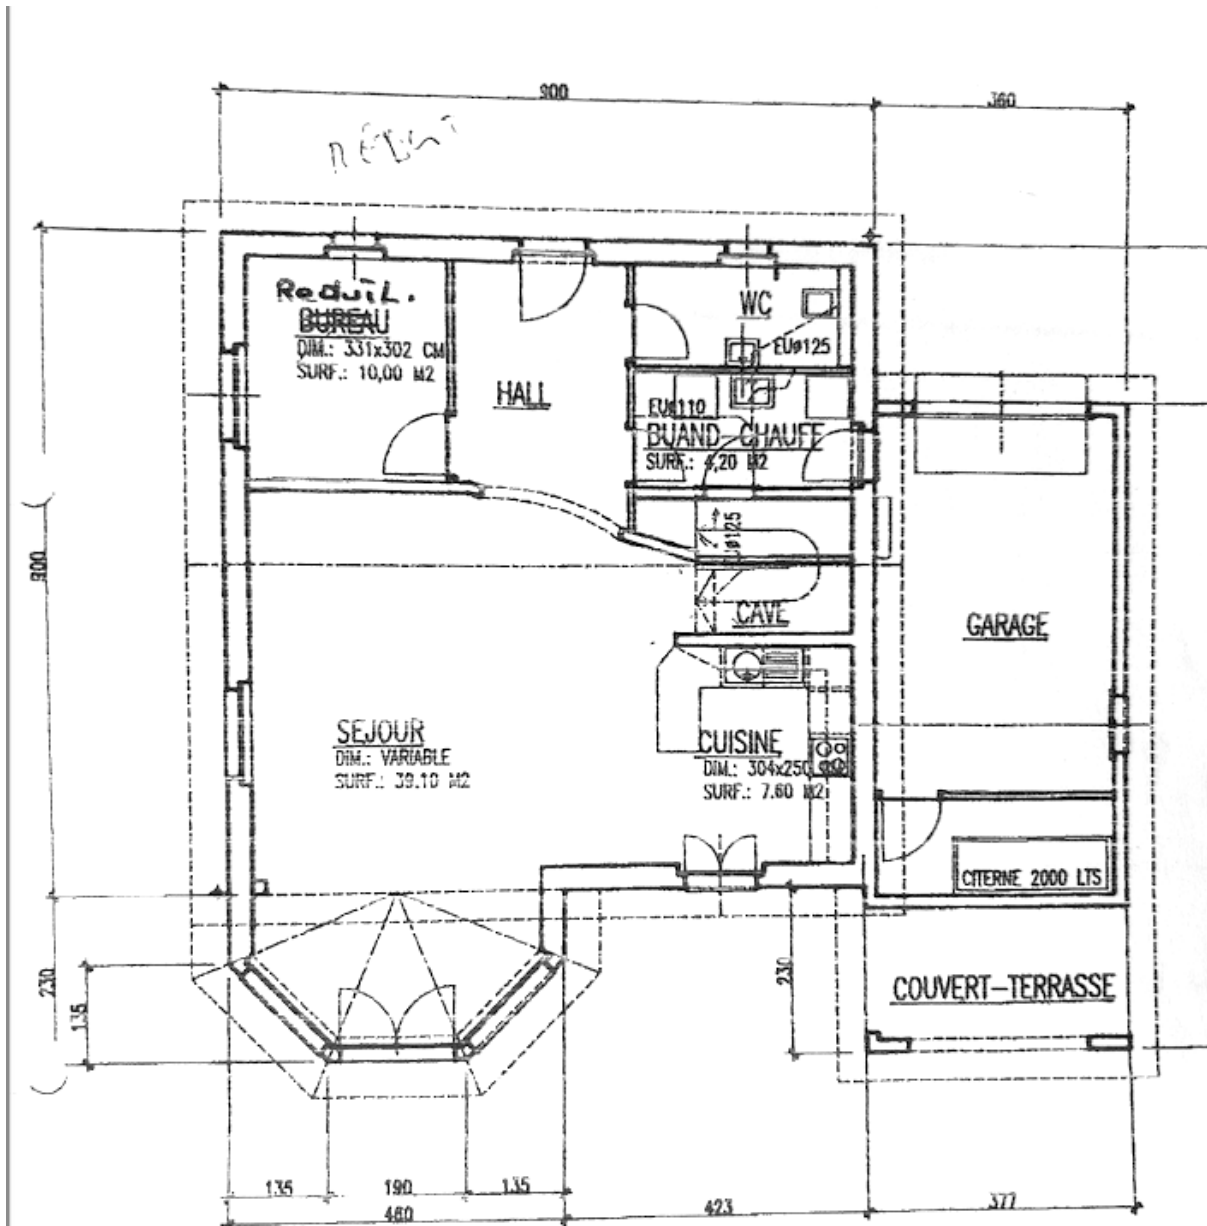 900
360
REDUIT
Reduit.
BUREAU
DIM.: 331x302 CM
SURF.: 10,00 M2
HALL
WC
EUø125
EUø110
BUAND-CHAUFF
SURF.: 4,20 M2
900
CAVE
GARAGE
SEJOUR
DIM.: VARIABLE
SURF.: 39.10 M2
CUISINE
DIM.: 304x250
SURF.: 7.60 M2
CITERNE 2000 LTS
230
135
230
COUVERT-TERRASSE
135
190
135
460
423
377